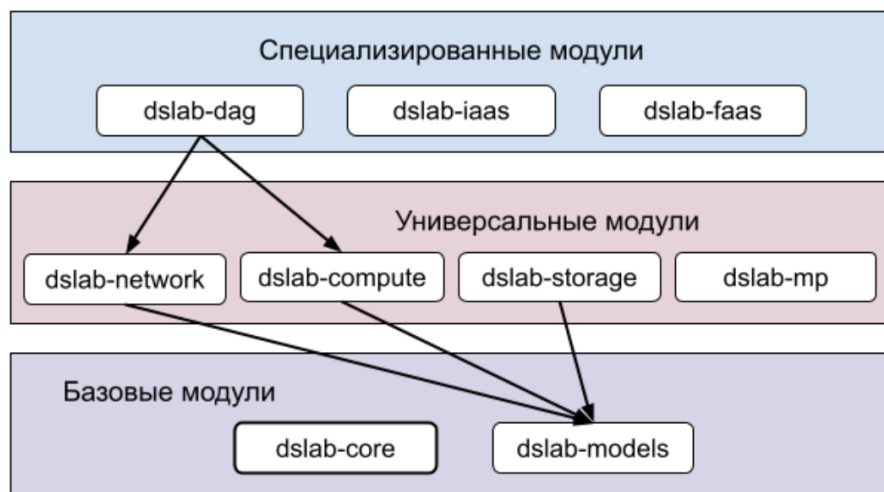 Специализированные модули
dslab-dag
dslab-iaas
dslab-faas
Универсальные модули
dslab-network
dslab-compute
dslab-storage
dslab-mp
Базовые модули
dslab-core
dslab-models